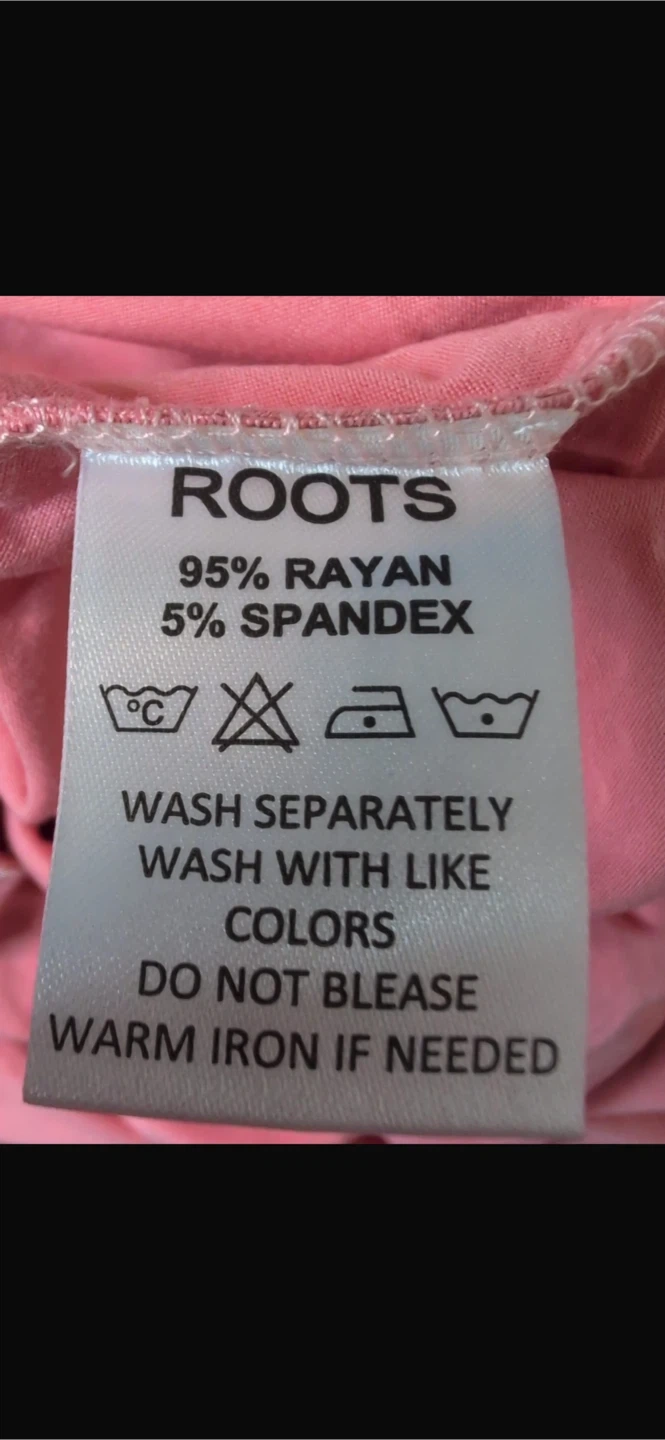 ROOTS
95% RAYAN
5% SPANDEX
°C
WASH SEPARATELY
WASH WITH LIKE
COLORS
DO NOT BLEASE
WARM IRON IF NEEDED